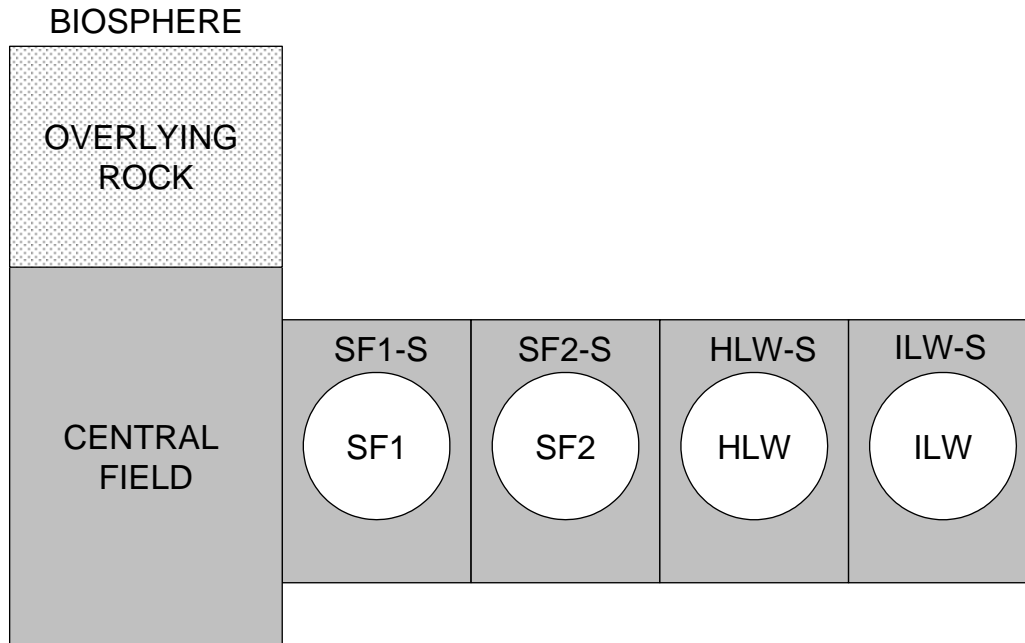 BIOSPHERE
OVERLYING
ROCK
SF1-S
SF2-S
HLW-S
ILW-S
CENTRAL
FIELD
SF1
SF2
HLW
ILW